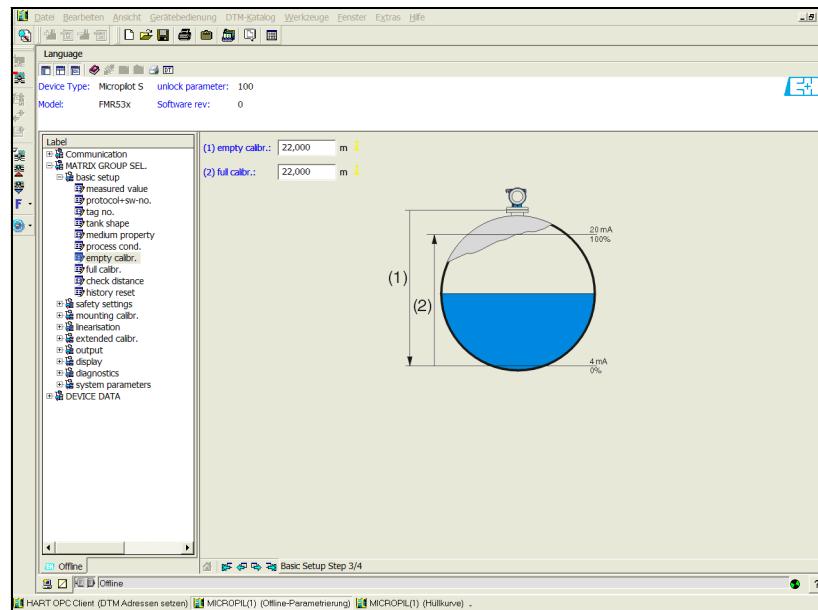 Datei Bearbeiten Ansicht Gerätebedienung DTM-Katalog Werkzeuge Fenster Extras Hilfe
Language
Device Type: Micropilot S unlock parameter: 100
Model: FMR53x Software rev: 0
Label
Communication
MATRIX GROUP SEL.
basic setup
measured value
protocol+sw-no.
tag no.
tank shape
medium property
process cond.
empty calibr.
full calibr.
check distance
history reset
safety settings
mounting calibr.
linearisation
extended calibr.
output
display
diagnostics
system parameters
DEVICE DATA
Offline
(1) empty calibr.: 22,000 m
(2) full calibr.: 22,000 m
20 mA
100%
(1)
(2)
4 mA
0%
Basic Setup Step 3/4
Offline
HART OPC Client (DTM Adressen setzen) MICROPIL(1) (Offline-Parametrierung) MICROPIL(1) (Hüllkurve)
F